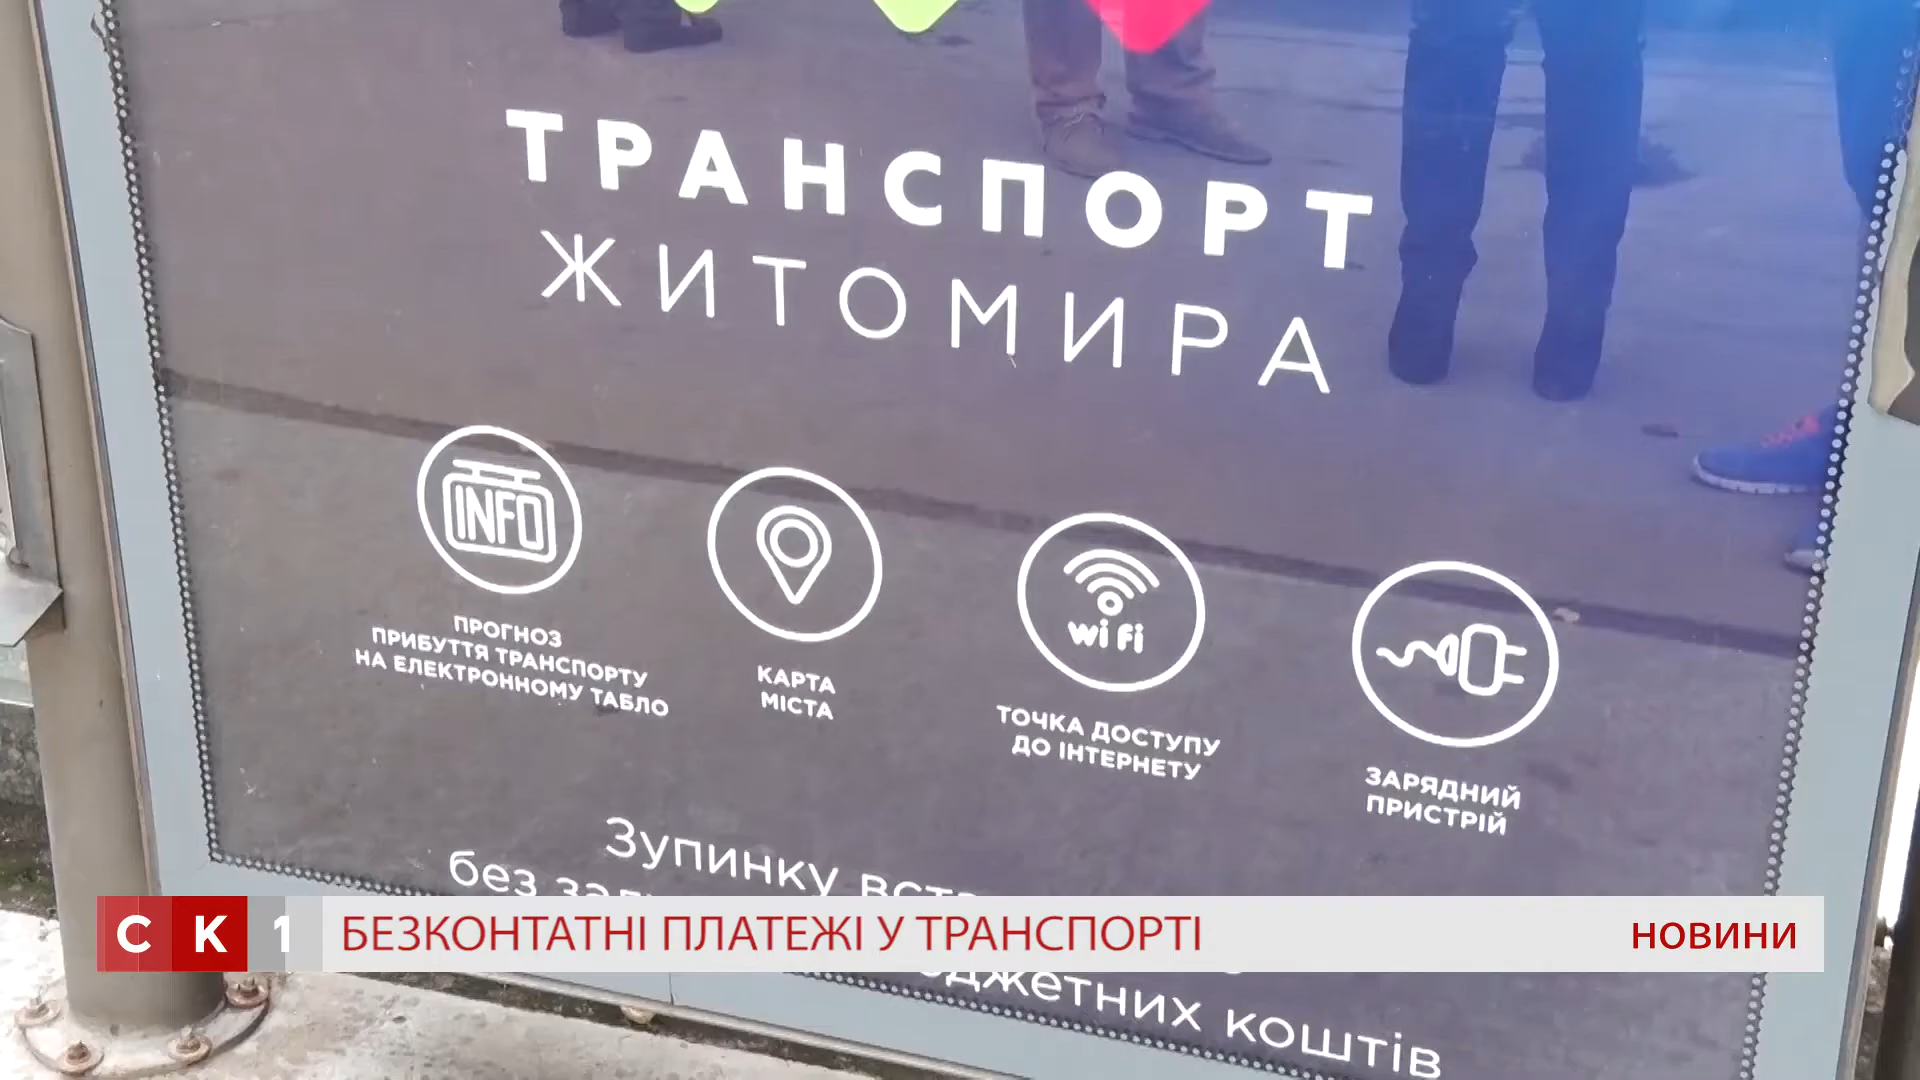 ТРАНСПОРТ
ЖИТОМИРА
INFO
ПРОГНОЗ
ПРИБУТТЯ ТРАНСПОРТУ
НА ЕЛЕКТРОННОМУ ТАБЛО
КАРТА
МІСТА
wi fi
ТОЧКА ДОСТУПУ
ДО ІНТЕРНЕТУ
ЗАРЯДНИЙ
ПРИСТРІЙ
Зупинку
без
коштів
СК1 БЕЗКОНТАТНІ ПЛАТЕЖІ У ТРАНСПОРТІ НОВИНИ